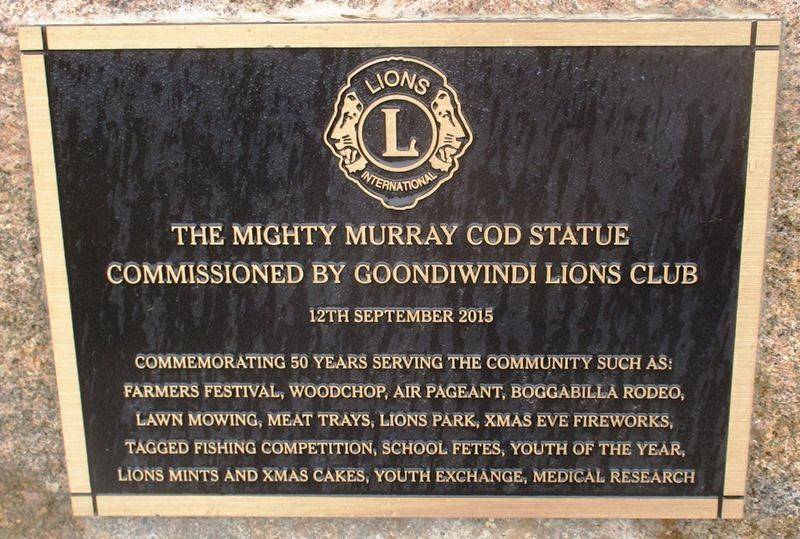 LIONS
L
INTERNATIONAL
THE MIGHTY MURRAY COD STATUE
COMMISSIONED BY GOONDIWINDI LIONS CLUB
12TH SEPTEMBER 2015
COMMEMORATING 50 YEARS SERVING THE COMMUNITY SUCH AS:
FARMERS FESTIVAL, WOODCHOP, AIR PAGEANT, BOGGABILLA RODEO,
LAWN MOWING, MEAT TRAYS, LIONS PARK, XMAS EVE FIREWORKS,
TAGGED FISHING COMPETITION, SCHOOL FETES, YOUTH OF THE YEAR,
LIONS MINTS AND XMAS CAKES, YOUTH EXCHANGE, MEDICAL RESEARCH